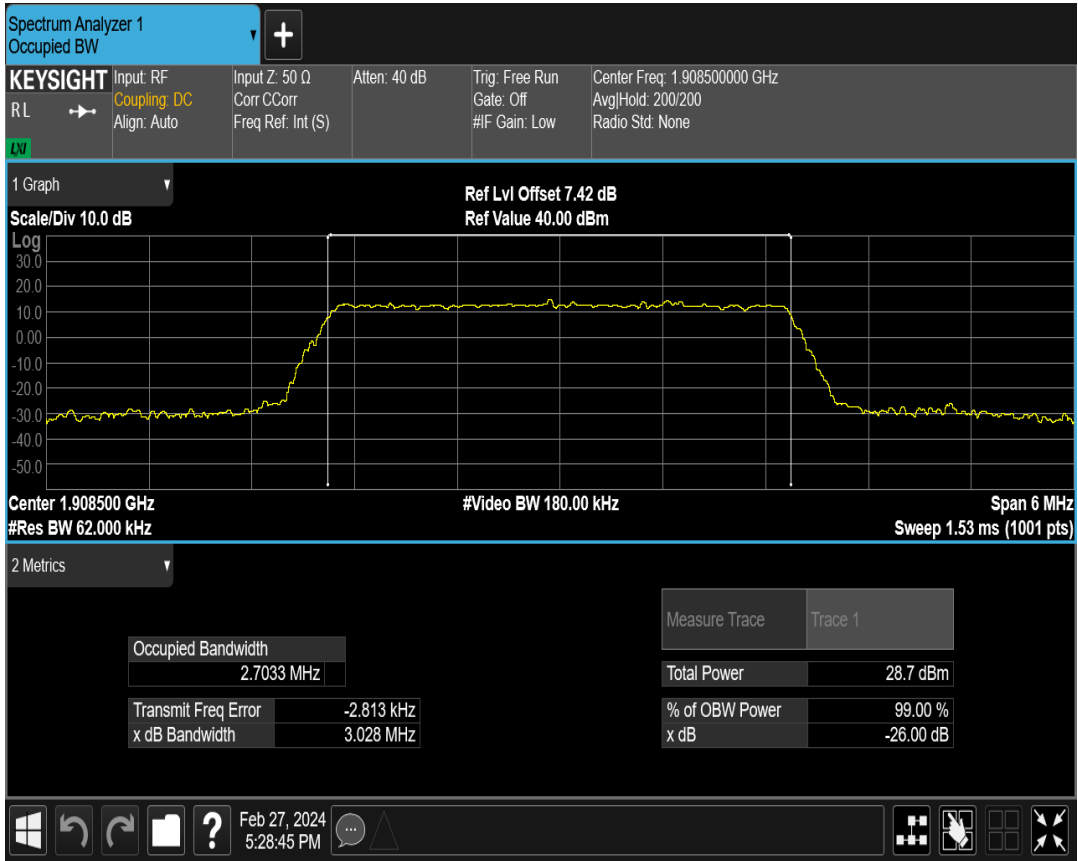 Spectrum Analyzer 1
Occupied BW
KEYSIGHT
R L
LXI
Input: RF
Coupling: DC
Align: Auto
Input Z: 50 Ω
Corr CCorr
Freq Ref: Int (S)
Atten: 40 dB
Trig: Free Run
Gate: Off
#IF Gain: Low
Center Freq: 1.908500000 GHz
Avg|Hold: 200/200
Radio Std: None
1 Graph
Scale/Div 10.0 dB
Ref Lvl Offset 7.42 dB
Ref Value 40.00 dBm
Log
30.0
20.0
10.0
0.00
-10.0
-20.0
-30.0
-40.0
-50.0
Center 1.908500 GHz
#Video BW 180.00 kHz
Span 6 MHz
#Res BW 62.000 kHz
Sweep 1.53 ms (1001 pts)
2 Metrics
Measure Trace Trace 1
Occupied Bandwidth
2.7033 MHz
Total Power 28.7 dBm
Transmit Freq Error -2.813 kHz
% of OBW Power 99.00 %
x dB Bandwidth 3.028 MHz
x dB -26.00 dB
?
Feb 27, 2024
5:28:45 PM